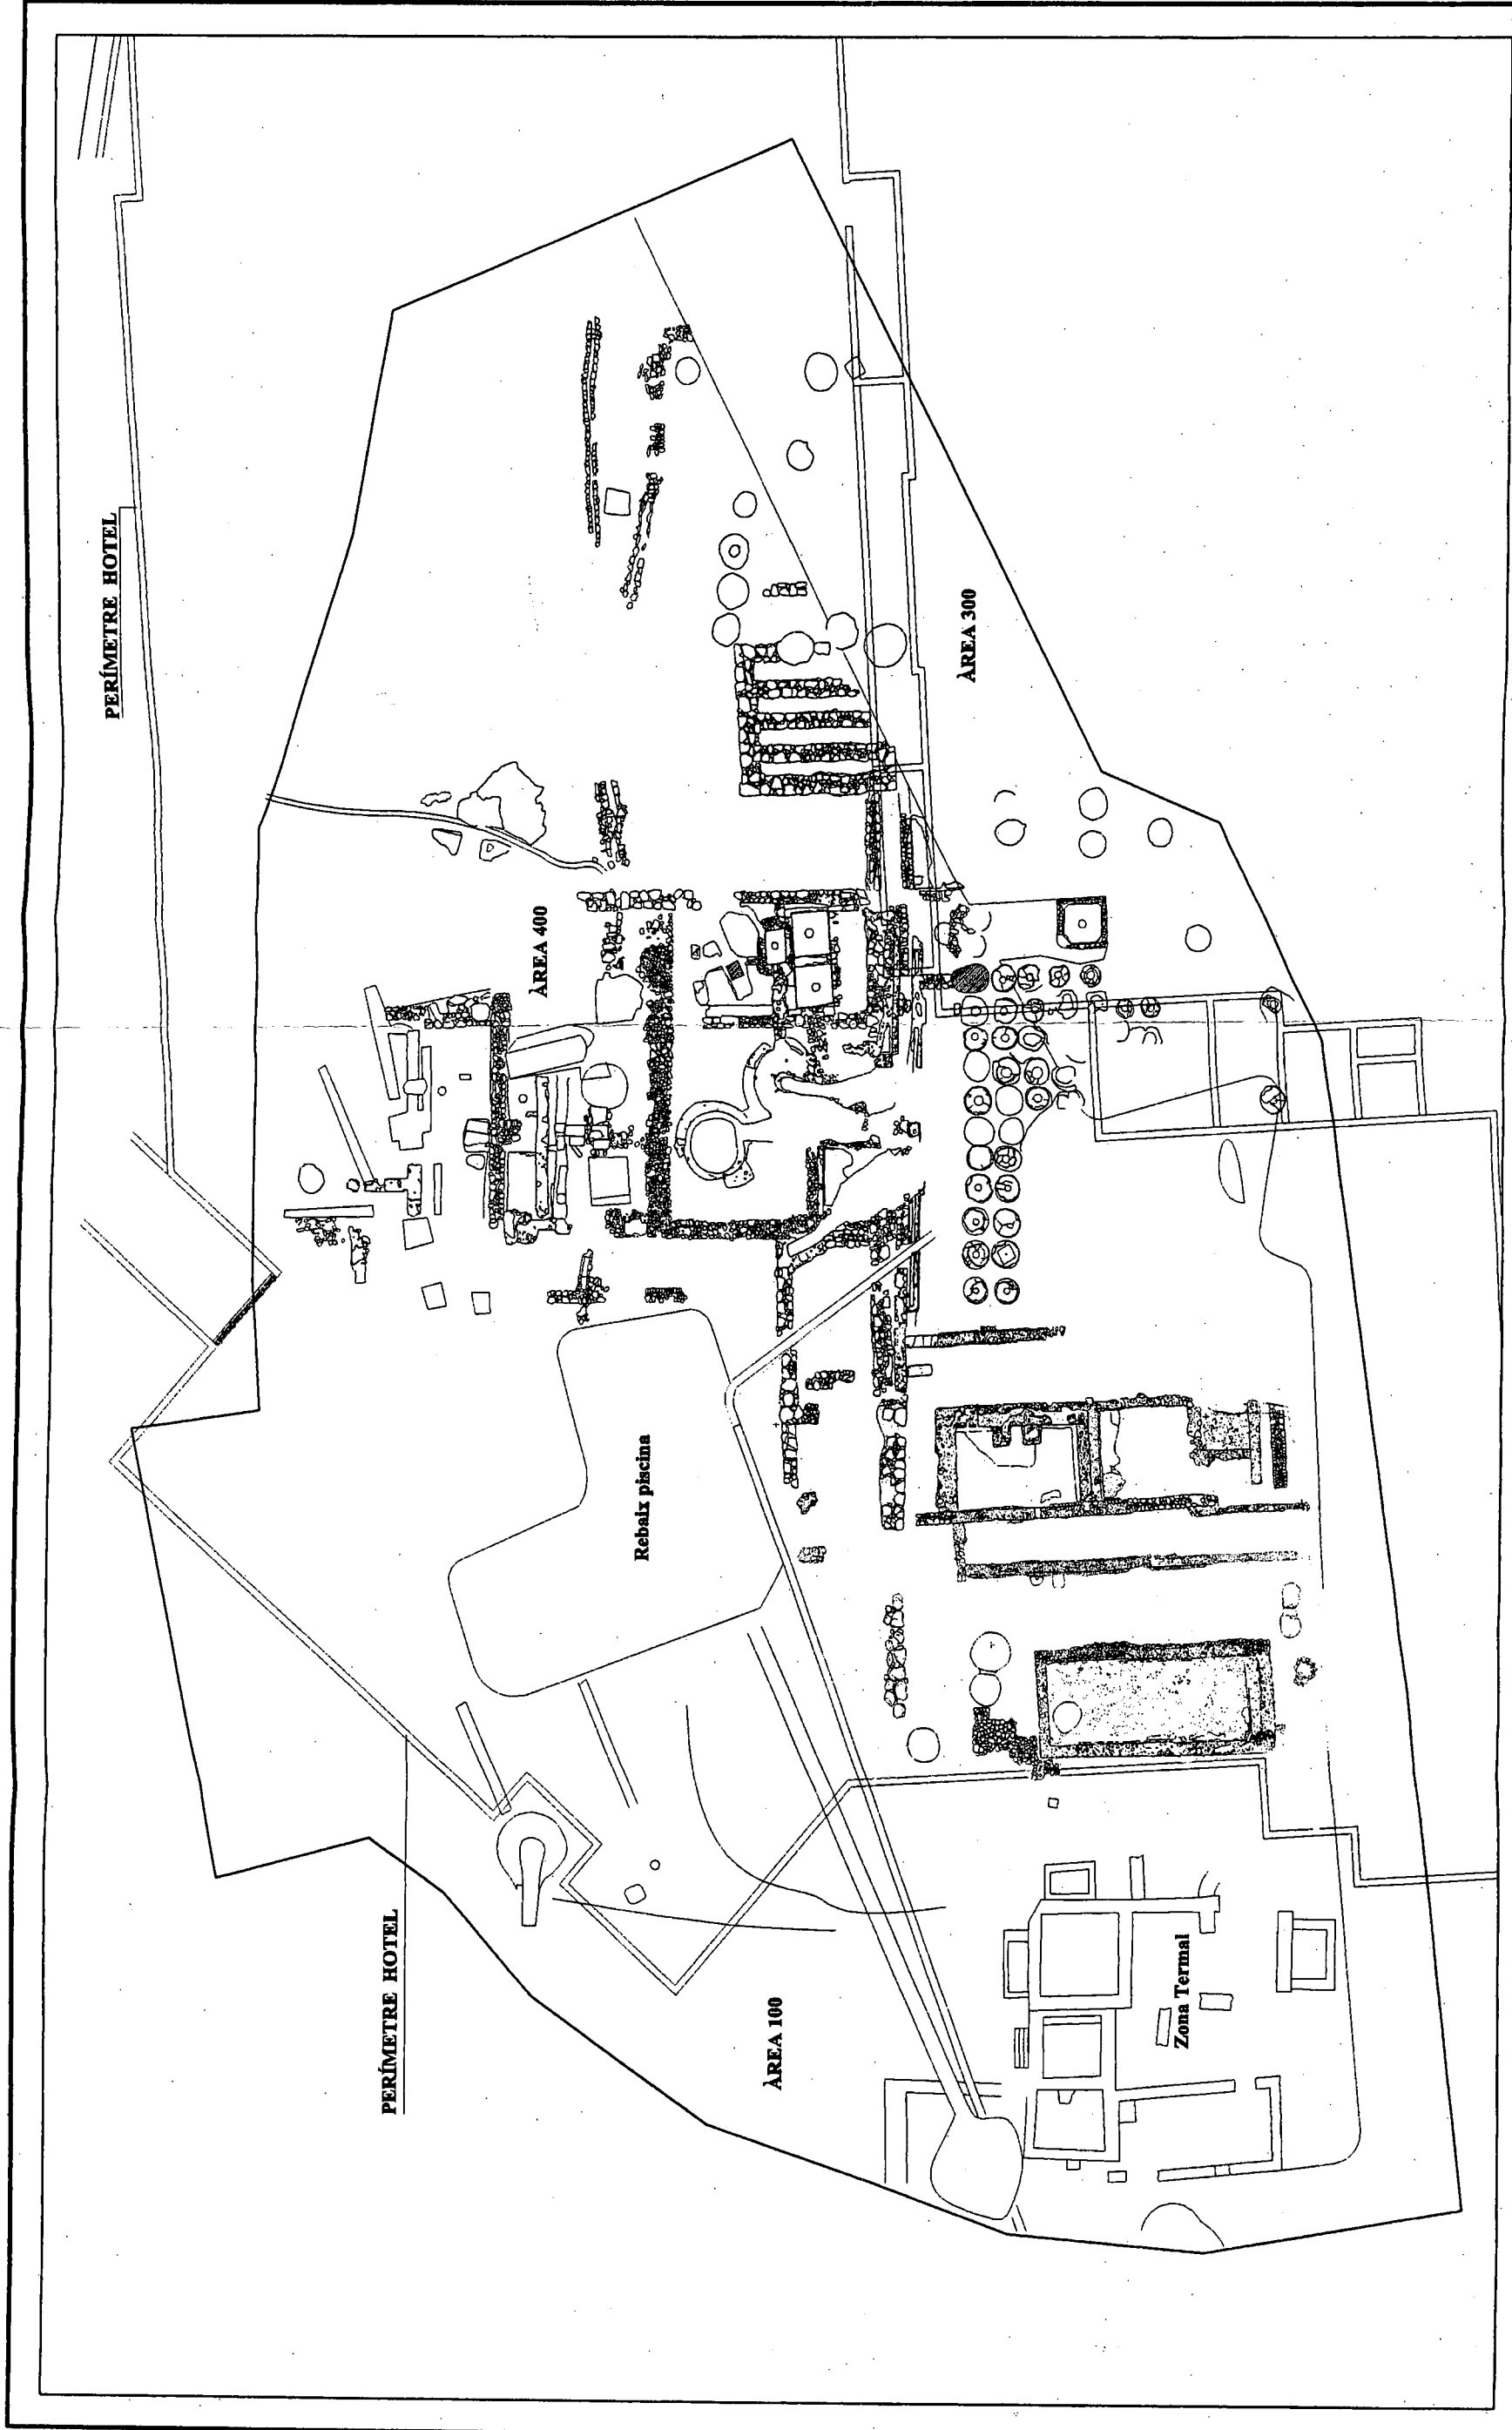 PERÍMETRE HOTEL
ÀREA 400
ÀREA 300
Rebaix piscina
PERÍMETRE HOTEL
ÀREA 100
Zona Termal